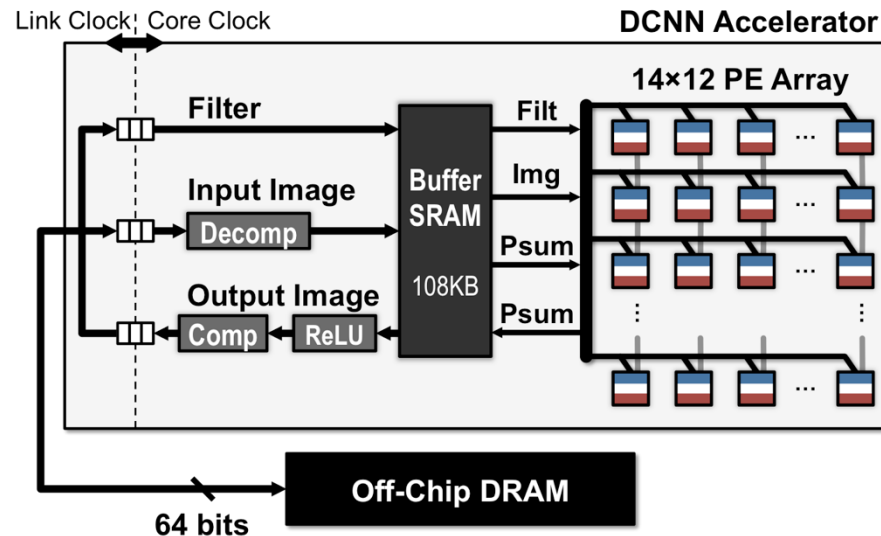 Link Clock Core Clock
DCNN Accelerator
14×12 PE Array
Filter
Filt
Input Image
Decomp
Buffer
SRAM
108KB
Img
Psum
Output Image
Comp
ReLU
Psum
...
...
...
...
Off-Chip DRAM
64 bits